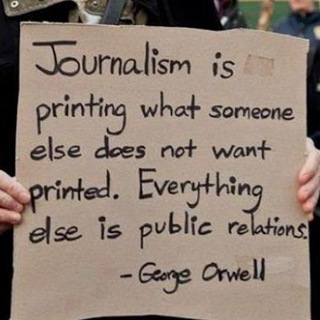 Journalism is
printing what someone
else does not want
printed. Everything
else is public relations.
- George Orwell